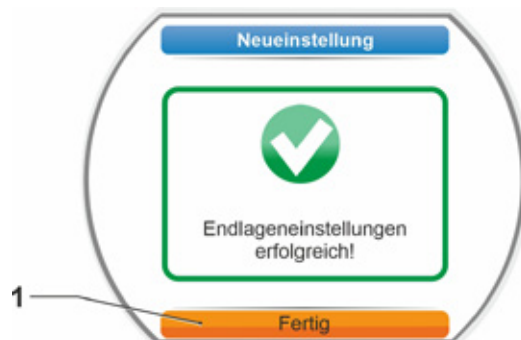 Neueinstellung
Endlageneinstellungen
erfolgreich!
1
Fertig